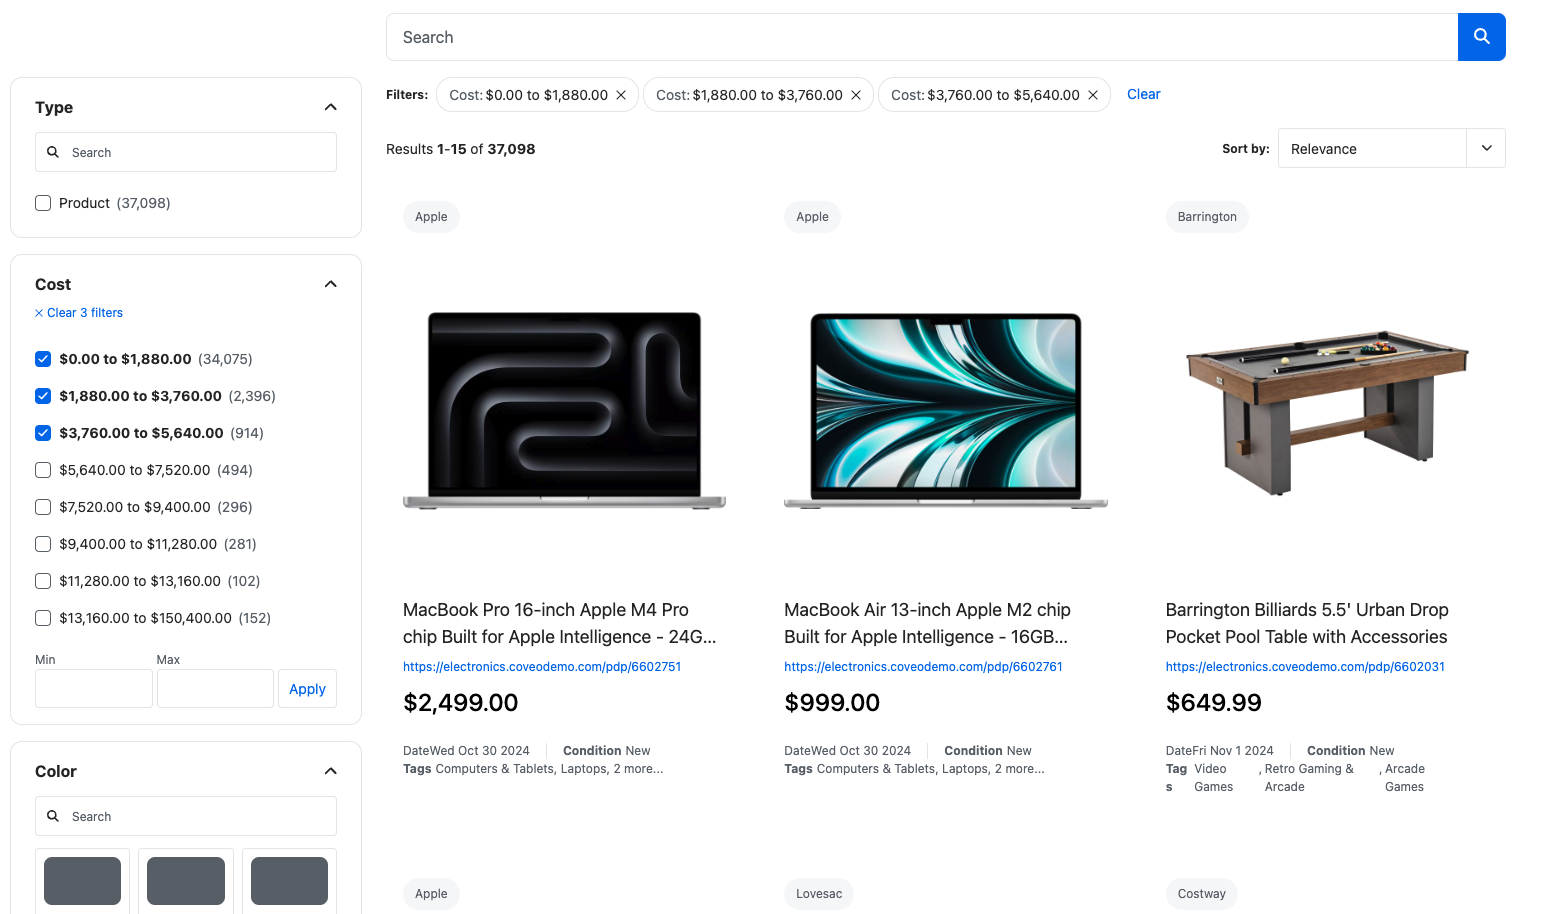 Search
Type
Search
Product (37,098)
Cost
Clear 3 filters
$0.00 to $1,880.00 (34,075)
$1,880.00 to $3,760.00 (2,396)
$3,760.00 to $5,640.00 (914)
$5,640.00 to $7,520.00 (494)
$7,520.00 to $9,400.00 (296)
$9,400.00 to $11,280.00 (281)
$11,280.00 to $13,160.00 (102)
$13,160.00 to $150,400.00 (152)
Min Max
Apply
Color
Search
Filters: Cost: $0.00 to $1,880.00 Cost: $1,880.00 to $3,760.00 Cost: $3,760.00 to $5,640.00 Clear
Results 1-15 of 37,098
Sort by: Relevance
Apple
MacBook Pro 16-inch Apple M4 Pro
chip Built for Apple Intelligence - 24G...
https://electronics.coveodemo.com/pdp/6602751
$2,499.00
DateWed Oct 30 2024 Condition New
Tags Computers & Tablets, Laptops, 2 more...
Apple
MacBook Air 13-inch Apple M2 chip
Built for Apple Intelligence - 16GB...
https://electronics.coveodemo.com/pdp/6602761
$999.00
DateWed Oct 30 2024 Condition New
Tags Computers & Tablets, Laptops, 2 more...
Barrington
Barrington Billiards 5.5' Urban Drop
Pocket Pool Table with Accessories
https://electronics.coveodemo.com/pdp/6602031
$649.99
DateFri Nov 1 2024 Condition New
Tag Video , Retro Gaming & , Arcade
s Games Arcade Games
Apple
Lovesac
Costway